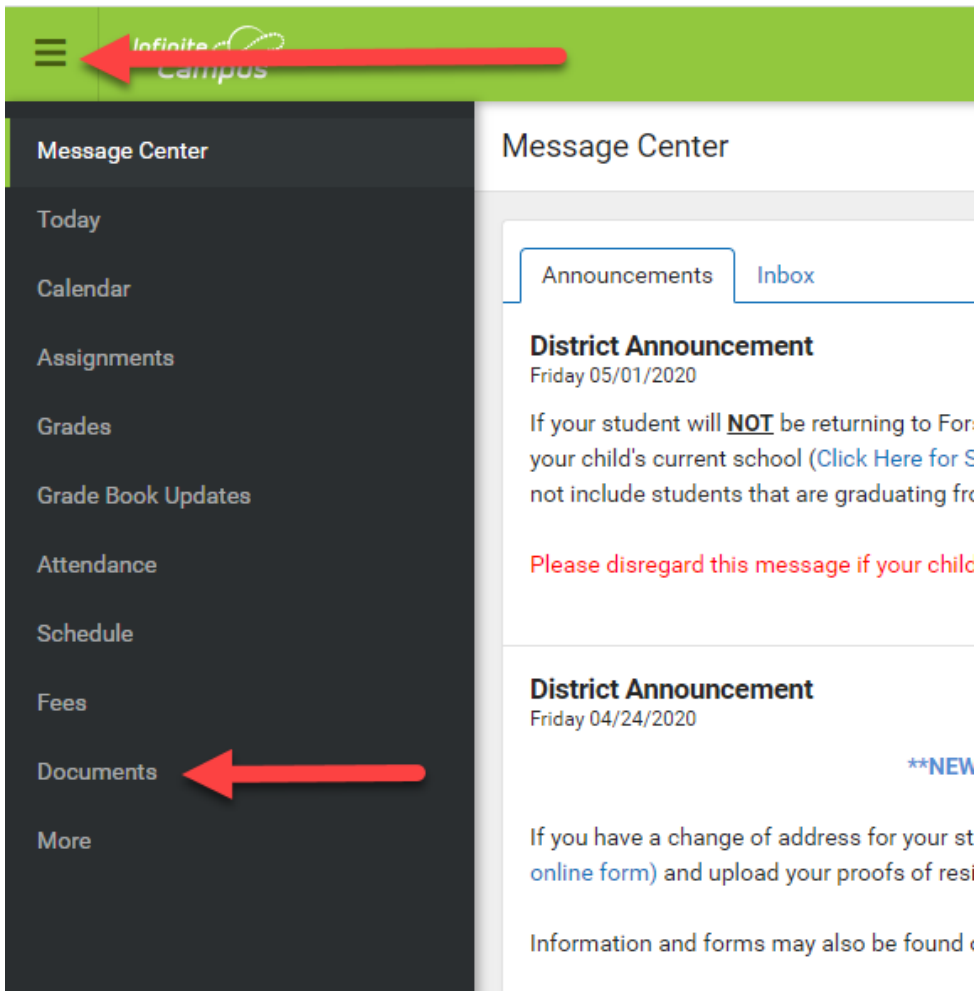 Infinite
Campus
Message Center
Today
Calendar
Assignments
Grades
Grade Book Updates
Attendance
Schedule
Fees
Documents
More
Message Center
Announcements Inbox
District Announcement
Friday 05/01/2020
If your student will NOT be returning to
your child's current school (Click Here for
not include students that are graduating
Please disregard this message if your
District Announcement
Friday 04/24/2020
**NEW
If you have a change of address for your
online form) and upload your proofs of
Information and forms may also be found